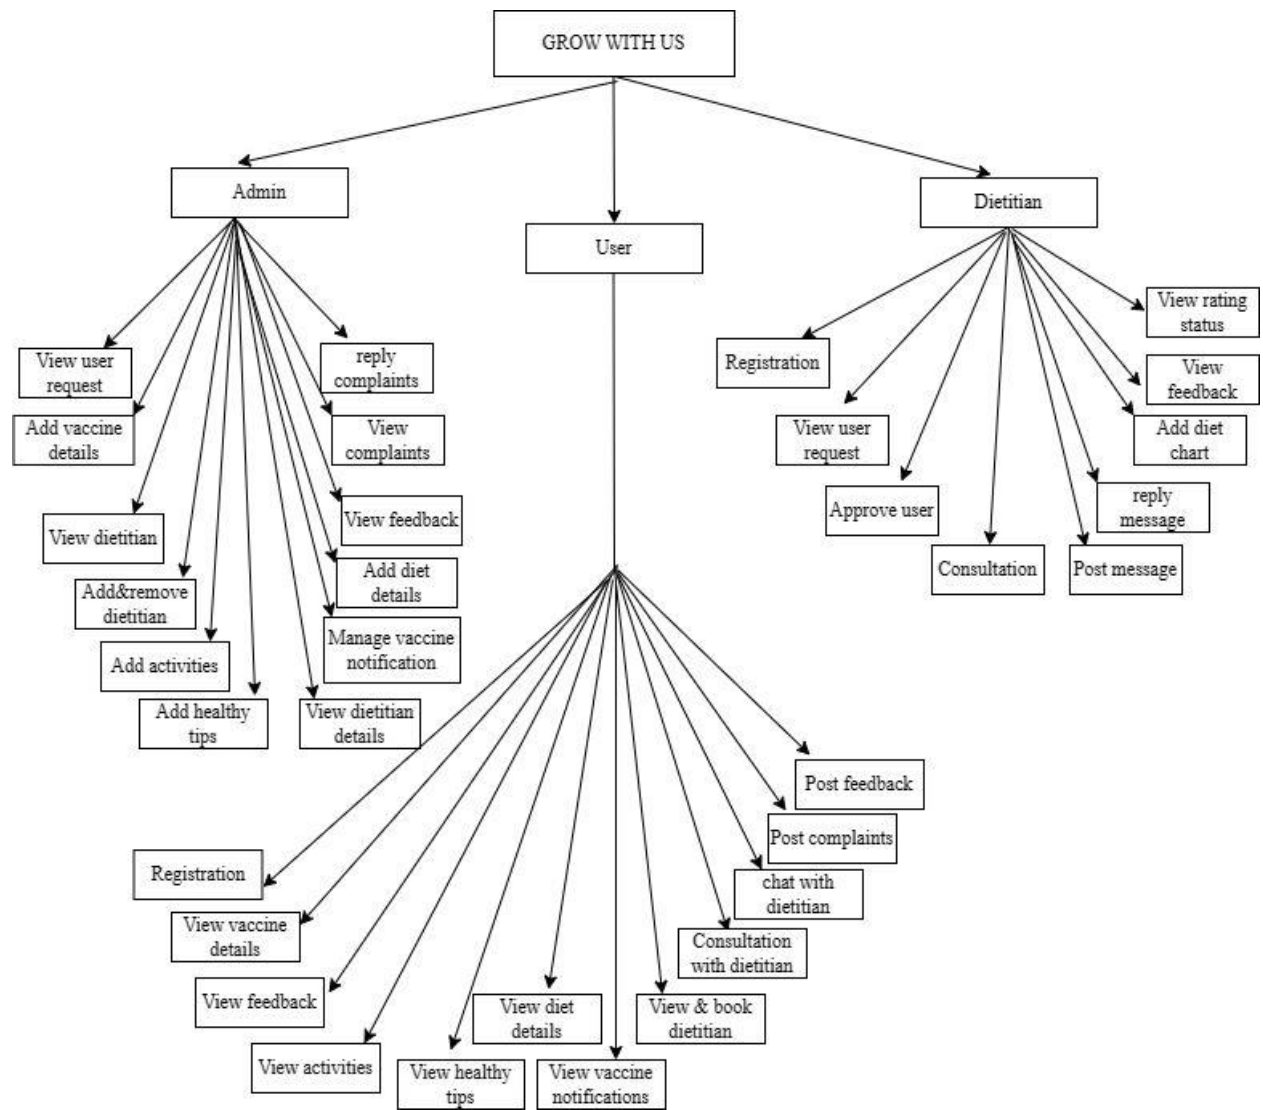 GROW WITH US
Admin
User
Dietitian
View user
request
Add vaccine
details
View dietitian
Add&remove
dietitian
Add activities
Add healthy
tips
View dietitian
details
Manage vaccine
notification
Add diet
details
View feedback
View
complaints
reply
complaints
Registration
View vaccine
details
View feedback
View activities
View healthy
tips
View diet
details
View vaccine
notifications
View & book
dietitian
Consultation
with dietitian
chat with
dietitian
Post complaints
Post feedback
Registration
View user
request
Approve user
Consultation
Post message
reply
message
Add diet
chart
View
feedback
View rating
status